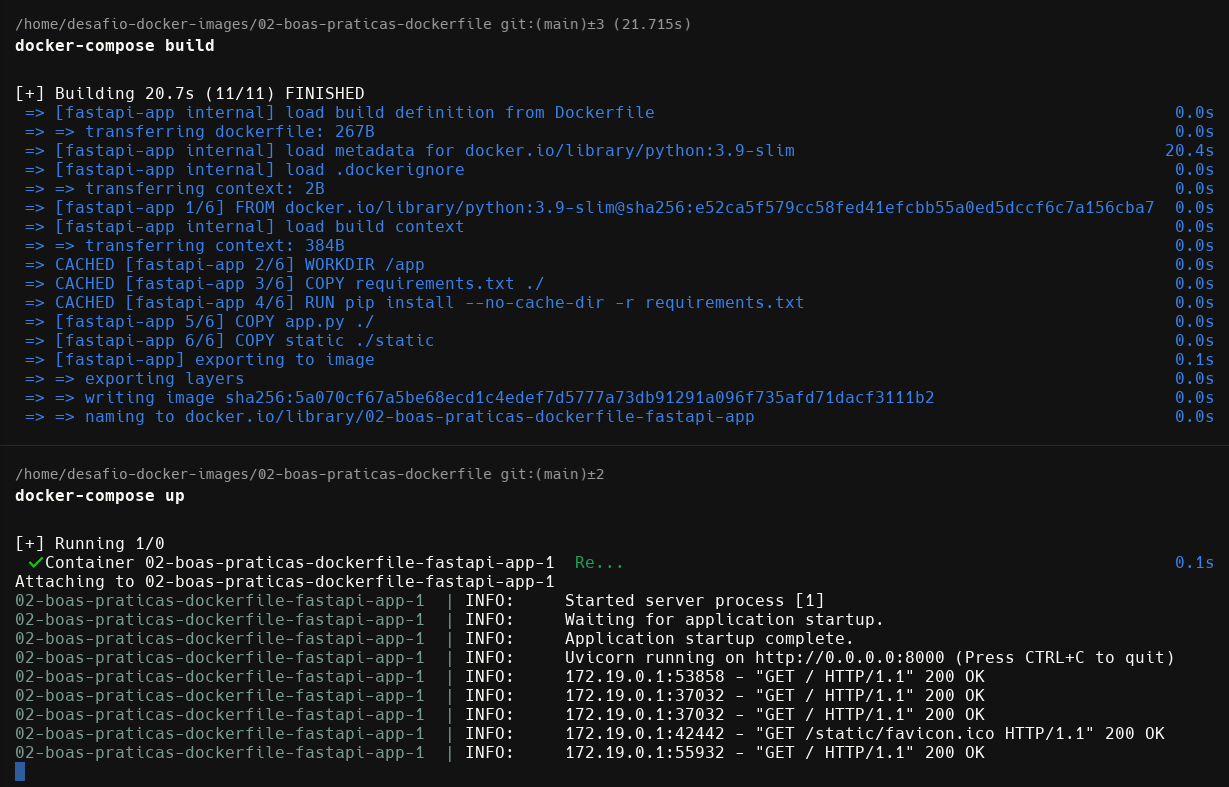 /home/desafio-docker-images/02-boas-praticas-dockerfile git:(main)±3 (21.715s)
docker-compose build
[+] Building 20.7s (11/11) FINISHED
=> [fastapi-app internal] load build definition from Dockerfile 0.0s
=> => transferring dockerfile: 267B 0.0s
=> [fastapi-app internal] load metadata for docker.io/library/python:3.9-slim 20.4s
=> [fastapi-app internal] load .dockerignore 0.0s
=> => transferring context: 2B 0.0s
=> [fastapi-app 1/6] FROM docker.io/library/python:3.9-slim@sha256:e52ca5f579cc58fed41efcbb55a0ed5dccf6c7a156cba7 0.0s
=> [fastapi-app internal] load build context 0.0s
=> => transferring context: 384B 0.0s
=> CACHED [fastapi-app 2/6] WORKDIR /app 0.0s
=> CACHED [fastapi-app 3/6] COPY requirements.txt ./ 0.0s
=> CACHED [fastapi-app 4/6] RUN pip install --no-cache-dir -r requirements.txt 0.0s
=> [fastapi-app 5/6] COPY app.py ./ 0.0s
=> [fastapi-app 6/6] COPY static ./static 0.0s
=> [fastapi-app] exporting to image 0.1s
=> => exporting layers 0.0s
=> => writing image sha256:5a070cf67a5be68ecd1c4edef7d5777a73db91291a096f735afd71dacf3111b2 0.0s
=> => naming to docker.io/library/02-boas-praticas-dockerfile-fastapi-app 0.0s
/home/desafio-docker-images/02-boas-praticas-dockerfile git:(main)±2
docker-compose up
[+] Running 1/0
✓Container 02-boas-praticas-dockerfile-fastapi-app-1 Re... 0.1s
Attaching to 02-boas-praticas-dockerfile-fastapi-app-1
02-boas-praticas-dockerfile-fastapi-app-1 | INFO: Started server process [1]
02-boas-praticas-dockerfile-fastapi-app-1 | INFO: Waiting for application startup.
02-boas-praticas-dockerfile-fastapi-app-1 | INFO: Application startup complete.
02-boas-praticas-dockerfile-fastapi-app-1 | INFO: Uvicorn running on http://0.0.0.0:8000 (Press CTRL+C to quit)
02-boas-praticas-dockerfile-fastapi-app-1 | INFO: 172.19.0.1:53858 - "GET / HTTP/1.1" 200 OK
02-boas-praticas-dockerfile-fastapi-app-1 | INFO: 172.19.0.1:37032 - "GET / HTTP/1.1" 200 OK
02-boas-praticas-dockerfile-fastapi-app-1 | INFO: 172.19.0.1:37032 - "GET / HTTP/1.1" 200 OK
02-boas-praticas-dockerfile-fastapi-app-1 | INFO: 172.19.0.1:42442 - "GET /static/favicon.ico HTTP/1.1" 200 OK
02-boas-praticas-dockerfile-fastapi-app-1 | INFO: 172.19.0.1:55932 - "GET / HTTP/1.1" 200 OK